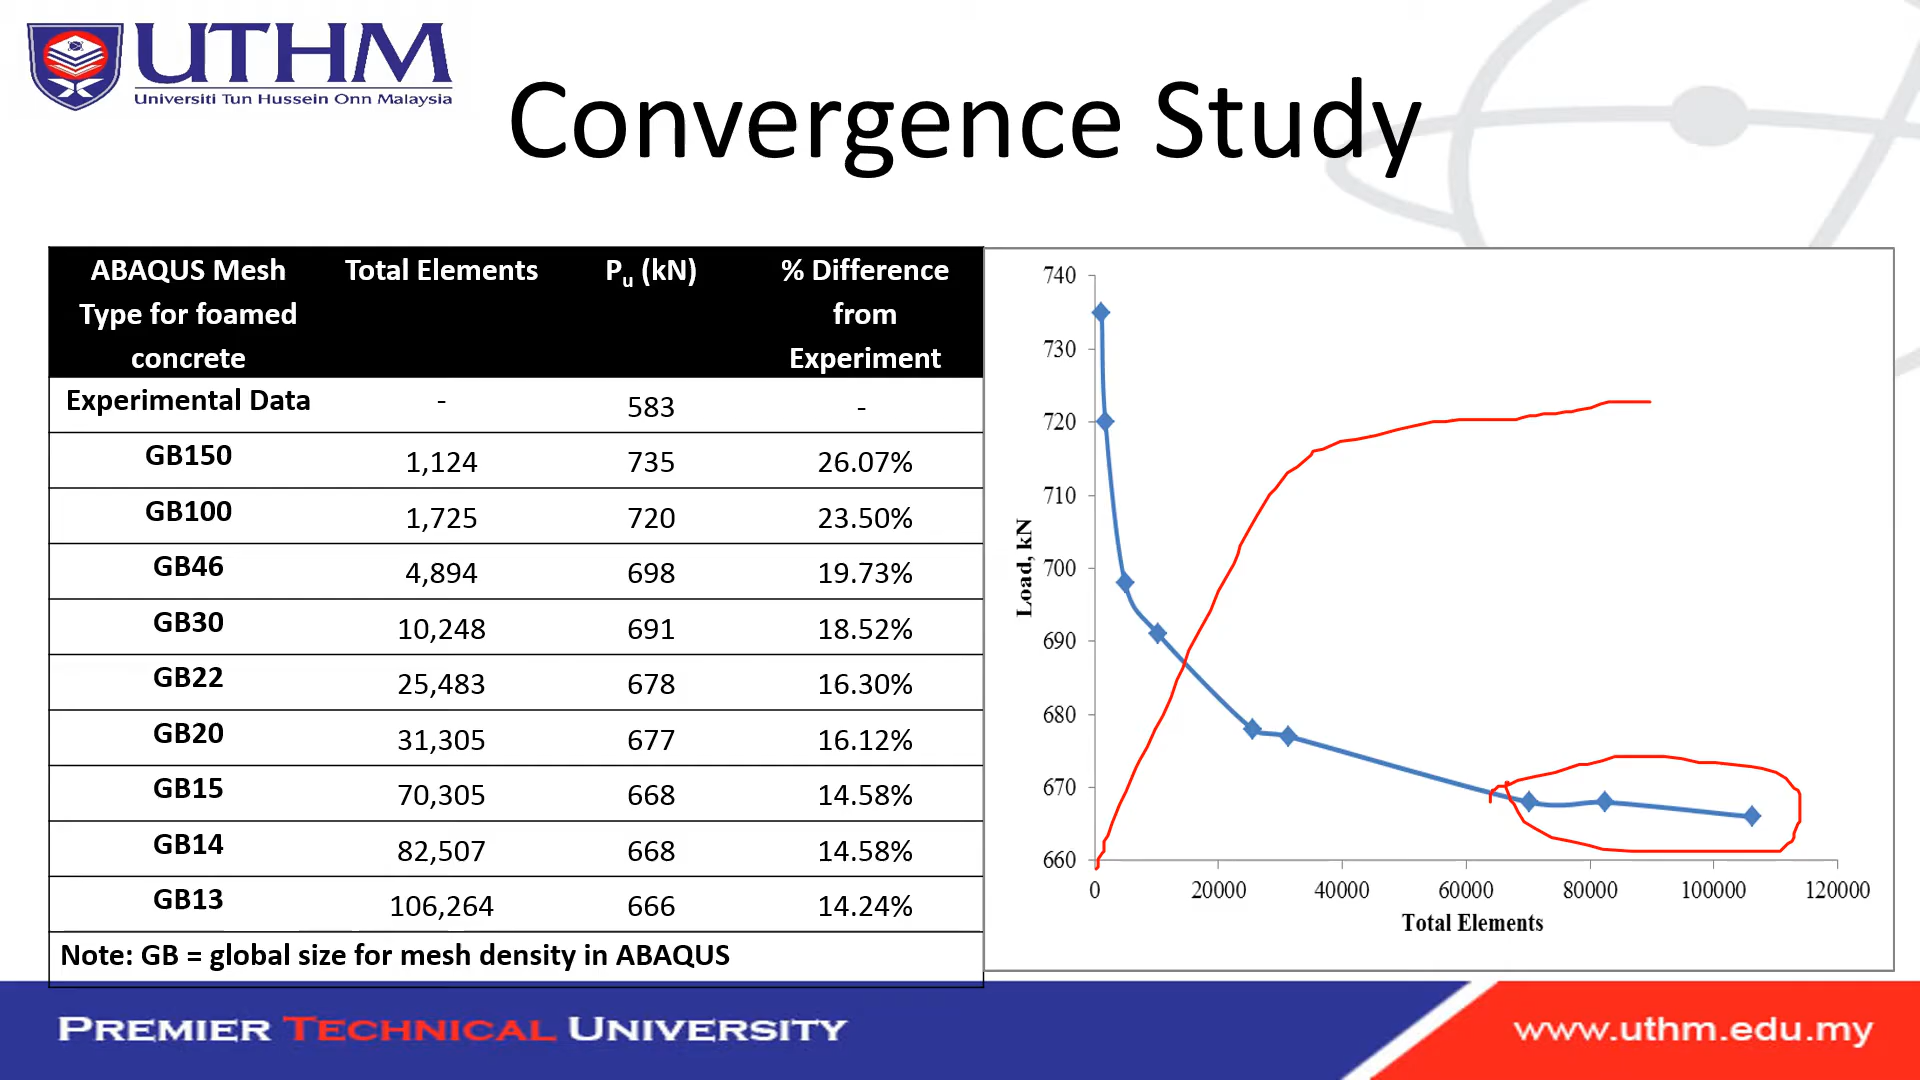 UTHM
Universiti Tun Hussein Onn Malaysia
Convergence Study
ABAQUS Mesh Type for foamed concrete Total Elements Pu (kN) % Difference from Experiment
Experimental Data - 583 -
GB150 1,124 735 26.07%
GB100 1,725 720 23.50%
GB46 4,894 698 19.73%
GB30 10,248 691 18.52%
GB22 25,483 678 16.30%
GB20 31,305 677 16.12%
GB15 70,305 668 14.58%
GB14 82,507 668 14.58%
GB13 106,264 666 14.24%
Note: GB = global size for mesh density in ABAQUS
740
730
720
710
700
690
680
670
660
Load, kN
0 20000 40000 60000 80000 100000 120000
Total Elements
PREMIER TECHNICAL UNIVERSITY
www.uthm.edu.my